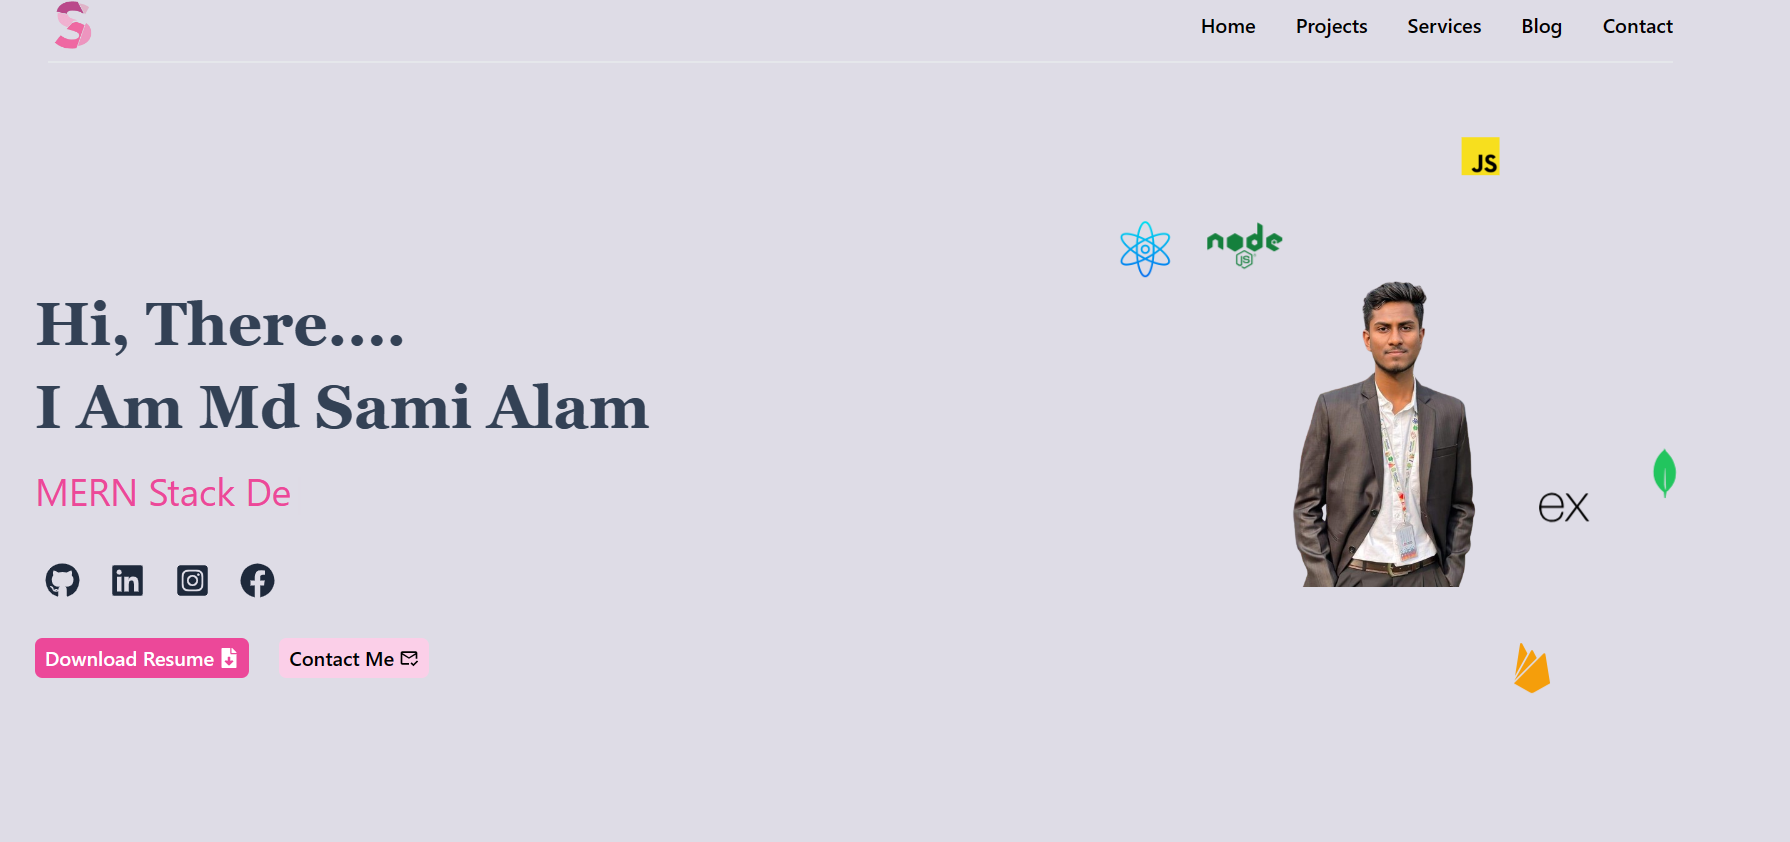 S
Home Projects Services Blog Contact
JS
node
JS
Hi, There....
I Am Md Sami Alam
MERN Stack De
ex
in
Download Resume Contact Me